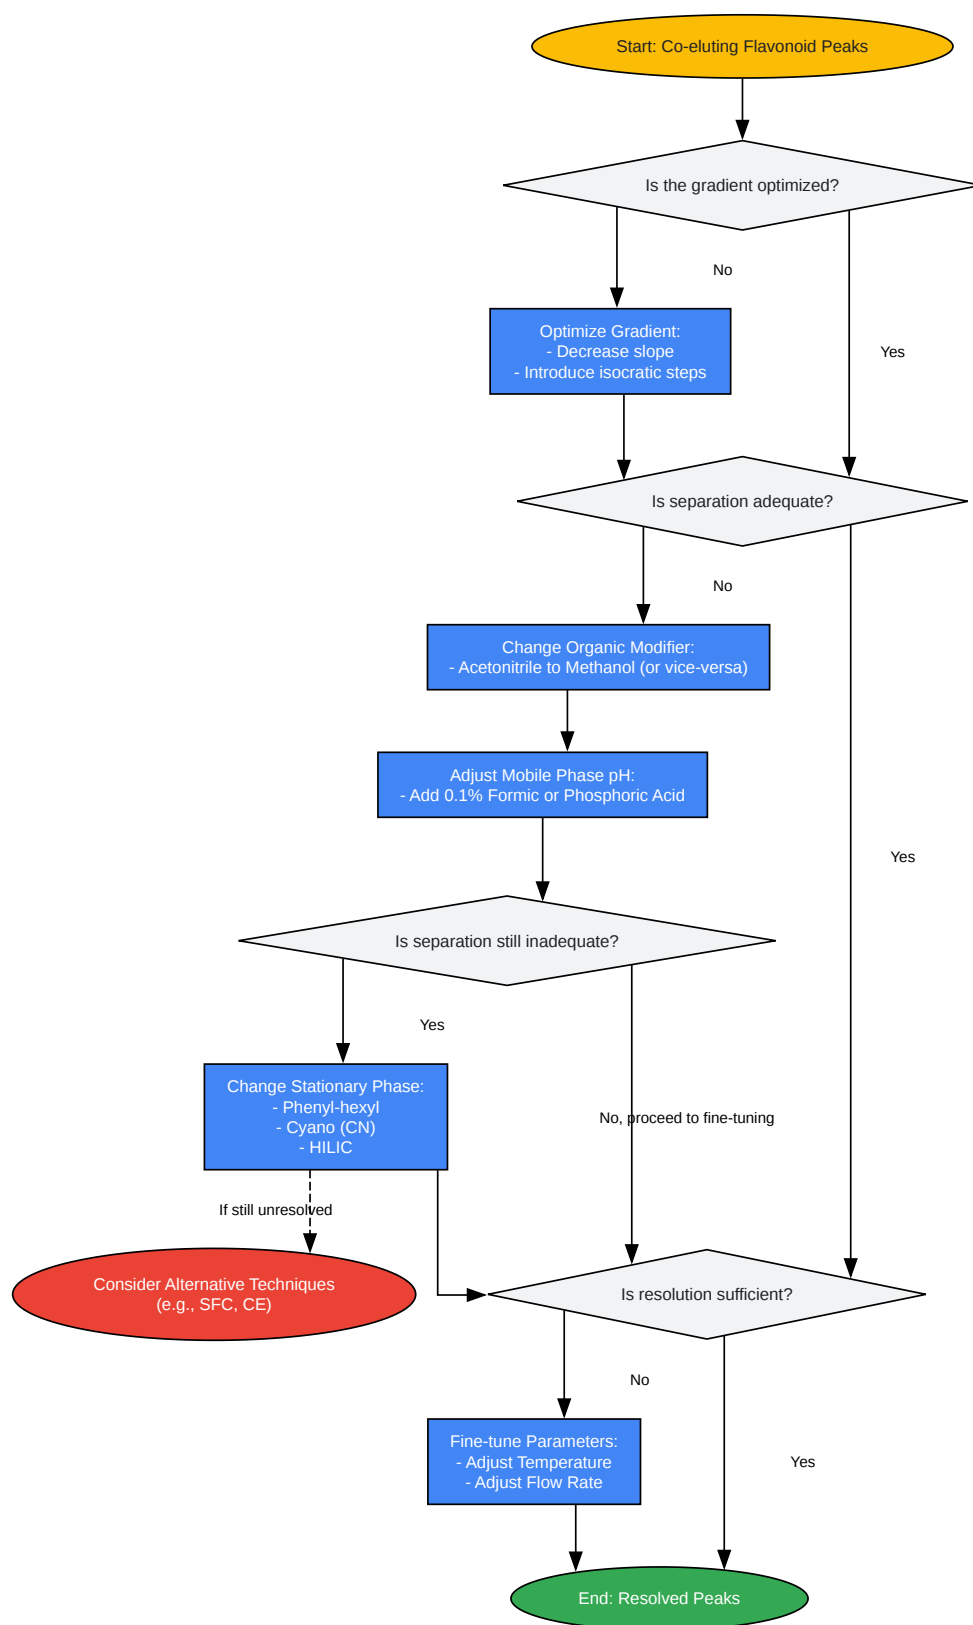 Start: Co-eluting Flavonoid Peaks
Is the gradient optimized?
No
Optimize Gradient:
- Decrease slope
- Introduce isocratic steps
Yes
Is separation adequate?
No
Change Organic Modifier:
- Acetonitrile to Methanol (or vice-versa)
Adjust Mobile Phase pH:
- Add 0.1% Formic or Phosphoric Acid
Yes
Is separation still inadequate?
Yes
Change Stationary Phase:
- Phenyl-hexyl
- Cyano (CN)
- HILIC
No, proceed to fine-tuning
If still unresolved
Consider Alternative Techniques
(e.g., SFC, CE)
Is resolution sufficient?
No
Fine-tune Parameters:
- Adjust Temperature
- Adjust Flow Rate
Yes
End: Resolved Peaks